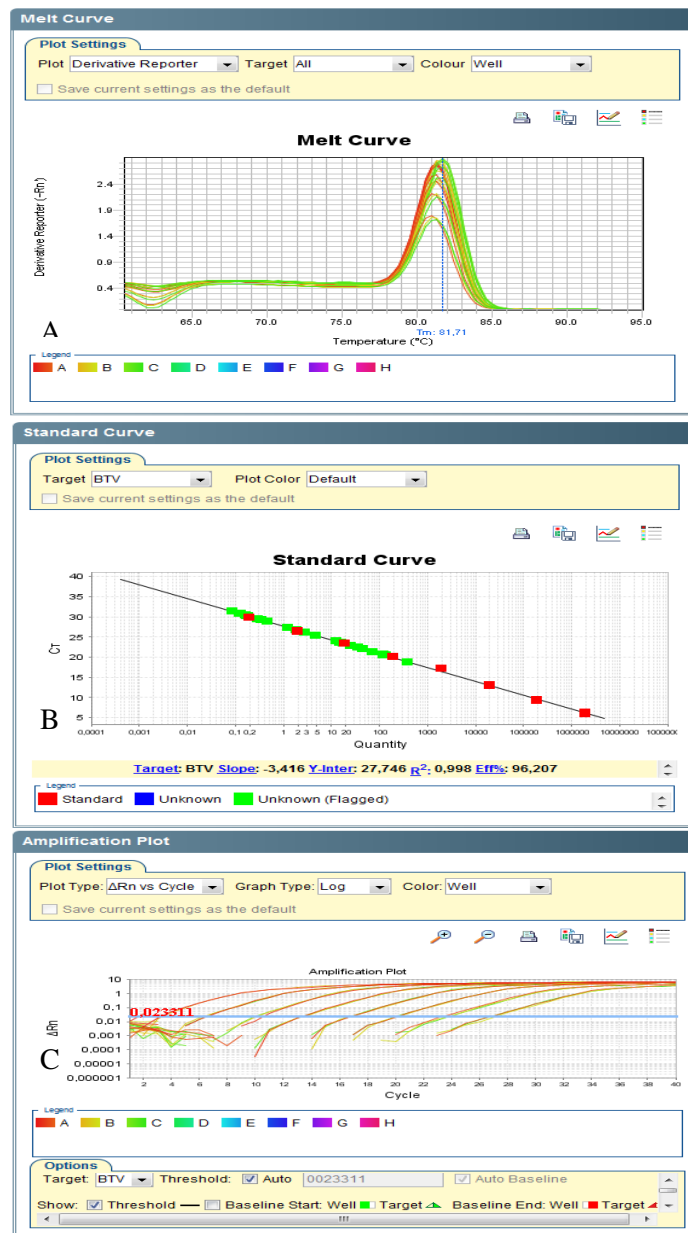 Melt Curve
Plot Settings
Plot Derivative Reporter Target All Colour Well
Save current settings as the default
Melt Curve
Derivative Reporter (−Rn')
2.4
1.9
1.4
0.9
0.4
65.0 70.0 75.0 80.0 85.0 90.0 95.0
Tm: 81,71
Temperature (°C)
A
Legend
A B C D E F G H
Standard Curve
Plot Settings
Target BTV Plot Color Default
Save current settings as the default
Standard Curve
CT
40
35
30
25
20
15
10
5
0,0001 0,001 0,01 0,1 0,2 1 2 3 5 10 20 100 1000 10000 100000 1000000 10000000 1000000
Quantity
B
Target: BTV Slope: -3,416 Y-Inter: 27,746 R²: 0,998 Eff%: 96,207
Legend
Standard Unknown Unknown (Flagged)
Amplification Plot
Plot Settings
Plot Type: ΔRn vs Cycle Graph Type: Log Color: Well
Save current settings as the default
Amplification Plot
ΔRn
10
1
0,1
0,023311
0,01
0,001
0,0001
0,000001
2 4 6 8 10 12 14 16 18 20 22 24 26 28 30 32 34 36 38 40
Cycle
C
Legend
A B C D E F G H
Options
Target: BTV Threshold: Auto 0023311 Auto Baseline
Show: Threshold Baseline Start: Well Target Baseline End: Well Target